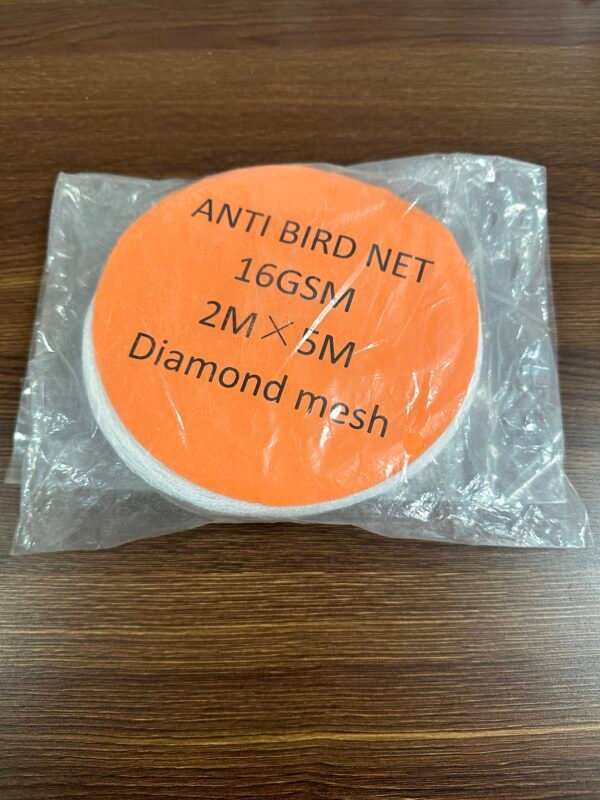 ANTI BIRD NET
16GSM
2M×5M
Diamond mesh